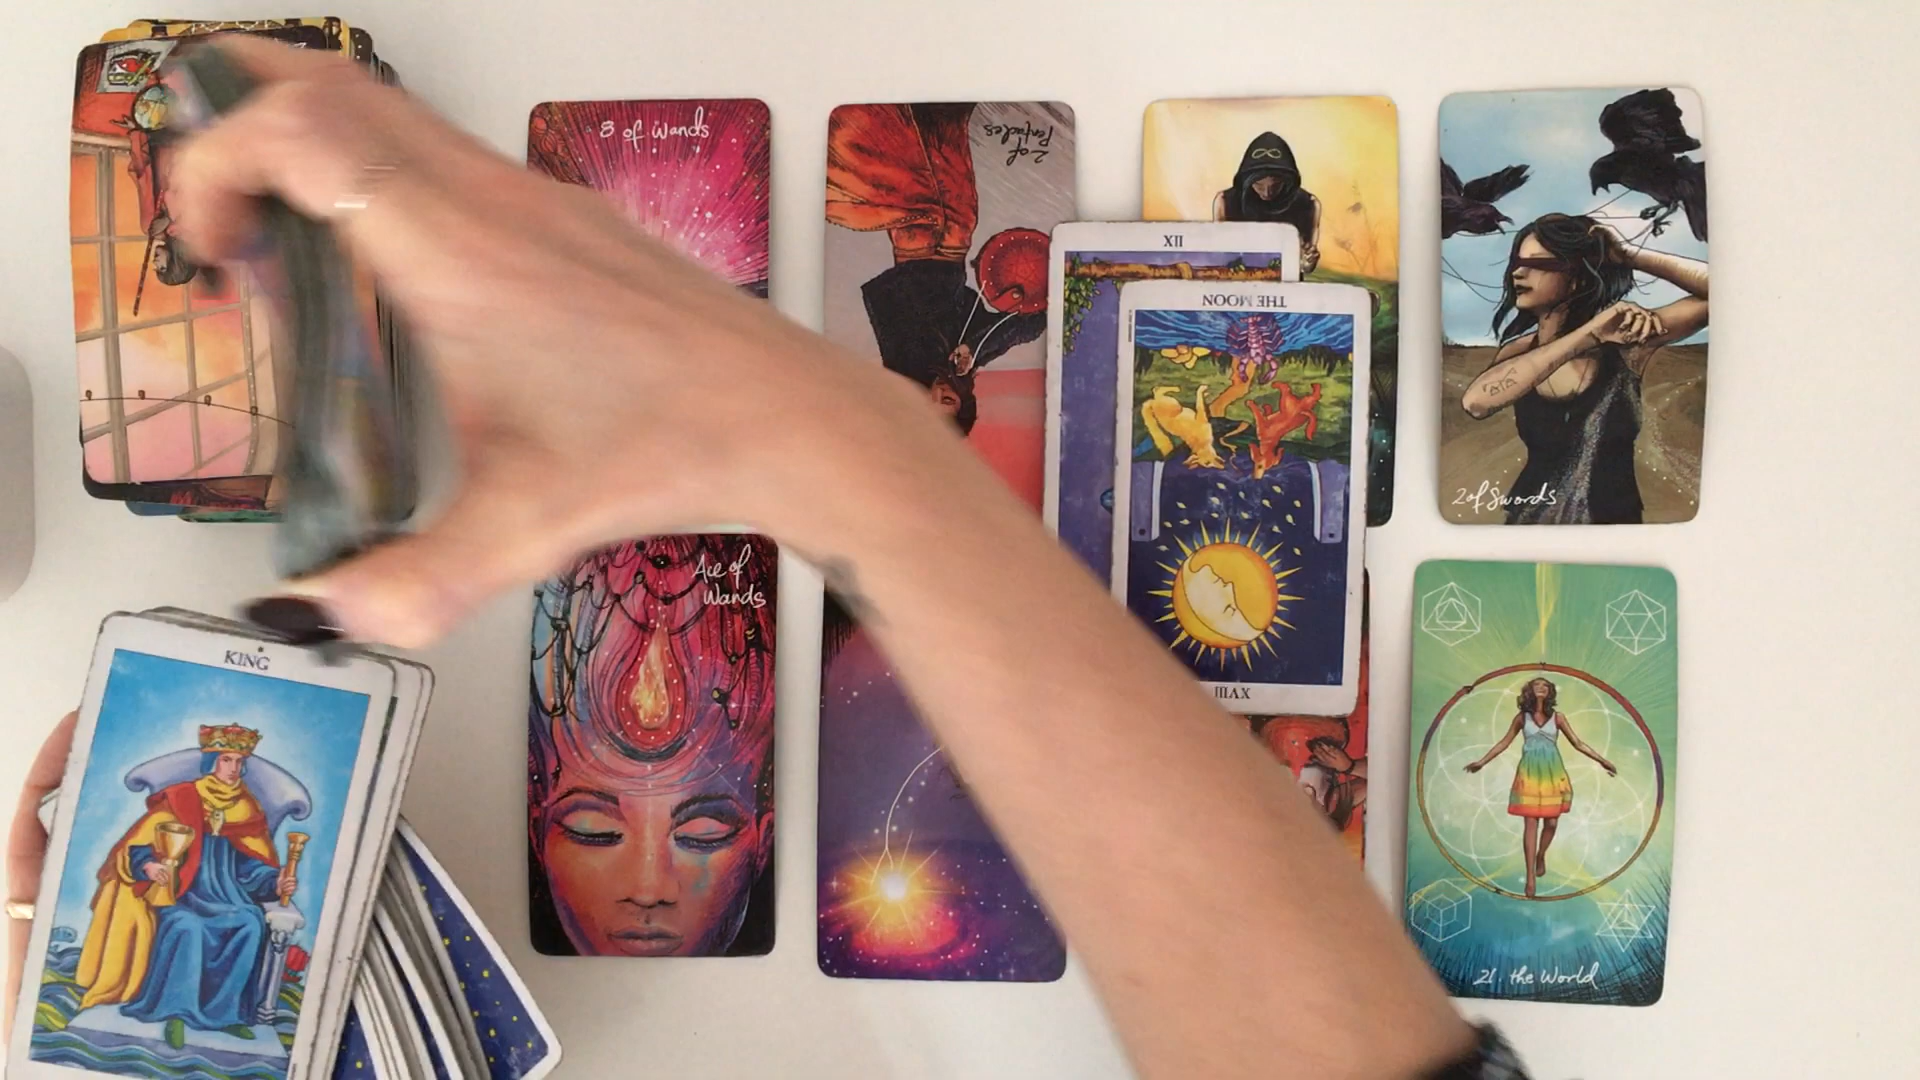 8 of Wands
2 of
Pentacles
XII
THE MOON
XVIII
2 of Swords
KING
Ace of
Wands
21. the World